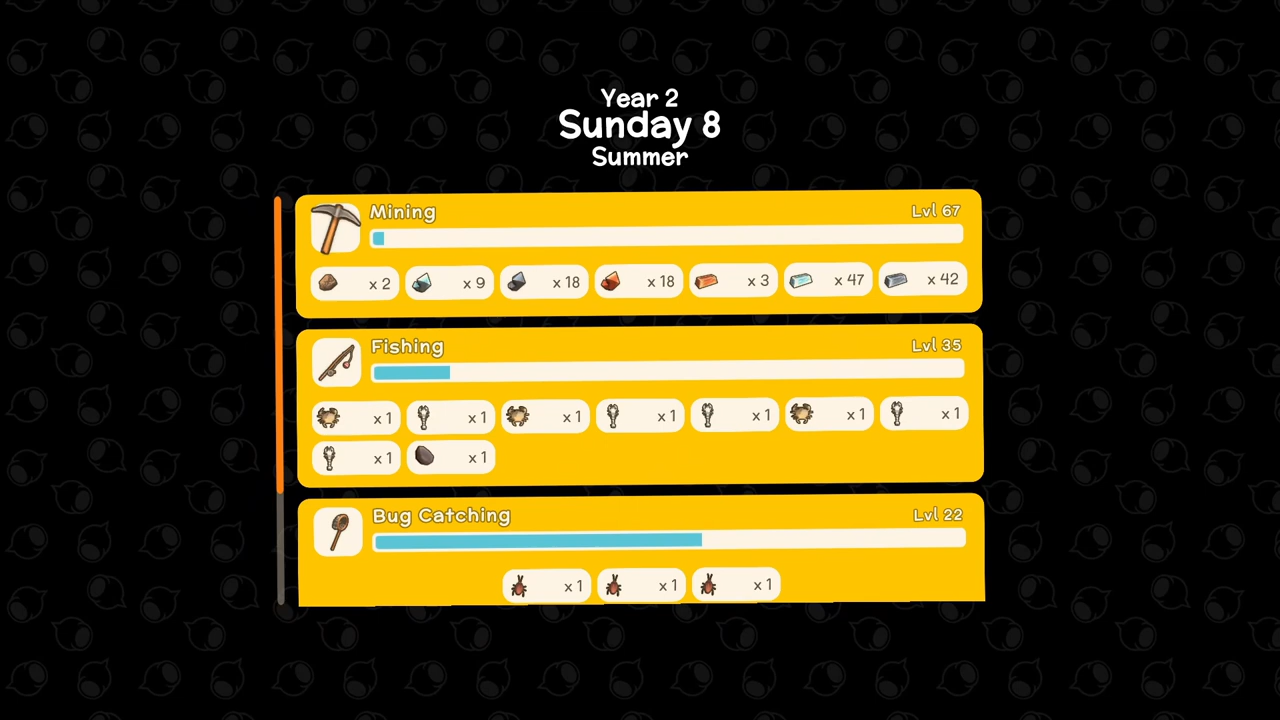 Year 2
Sunday 8
Summer
Mining Lvl 67
x 2 x 9 x 18 x 18 x 3 x 47 x 42
Fishing Lvl 35
x 1 x 1 x 1 x 1 x 1 x 1 x 1
x 1 x 1
Bug Catching Lvl 22
x 1 x 1 x 1